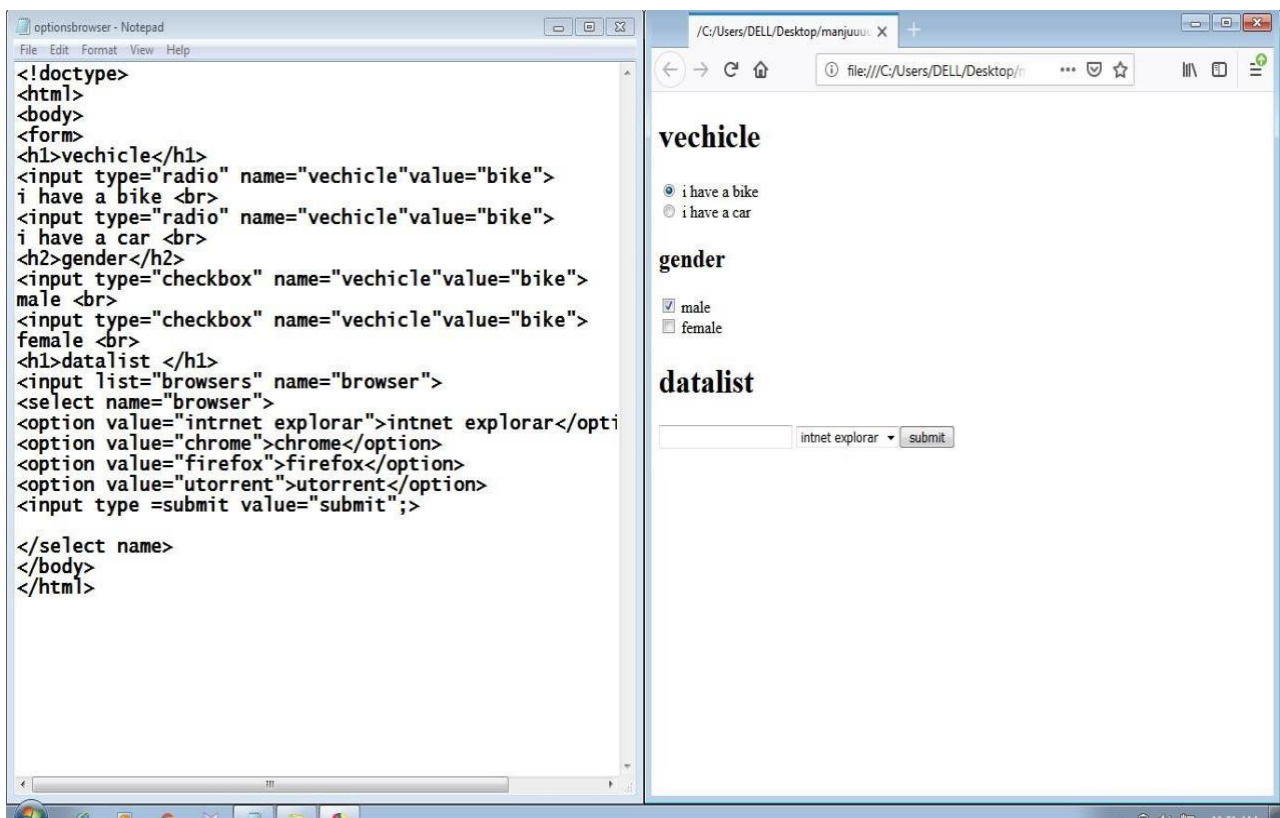 optionsbrowser - Notepad
File Edit Format View Help
<!doctype>
<html>
<body>
<form>
<h1>vechicle</h1>
<input type="radio" name="vechicle"value="bike">
i have a bike <br>
<input type="radio" name="vechicle"value="bike">
i have a car <br>
<h2>gender</h2>
<input type="checkbox" name="vechicle"value="bike">
male <br>
<input type="checkbox" name="vechicle"value="bike">
female <br>
<h1>datalist </h1>
<input list="browsers" name="browser">
<select name="browser">
<option value="intrnet explorar">intnet explorar</opti
<option value="chrome">chrome</option>
<option value="firefox">firefox</option>
<option value="utorrent">utorrent</option>
<input type =submit value="submit";>
</select name>
</body>
</html>
/C:/Users/DELL/Desktop/manjuuu
file:///C:/Users/DELL/Desktop/
vechicle
i have a bike
i have a car
gender
male
female
datalist
intnet explorar submit